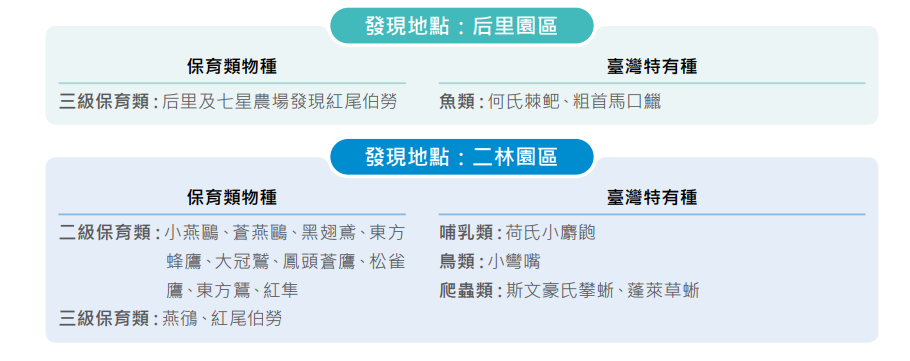 發現地點：后里園區
保育類物種
三級保育類：后里及七星農場發現紅尾伯勞
臺灣特有種
魚類：何氏棘䰾、粗首馬口鱲
發現地點：二林園區
保育類物種
二級保育類：小燕鷗、蒼燕鷗、黑翅鳶、東方
蜂鷹、大冠鷲、鳳頭蒼鷹、松雀
鷹、東方鵟、紅隼
三級保育類：燕鴴、紅尾伯勞
臺灣特有種
哺乳類：荷氏小麝鼩
鳥類：小彎嘴
爬蟲類：斯文豪氏攀蜥、蓬萊草蜥